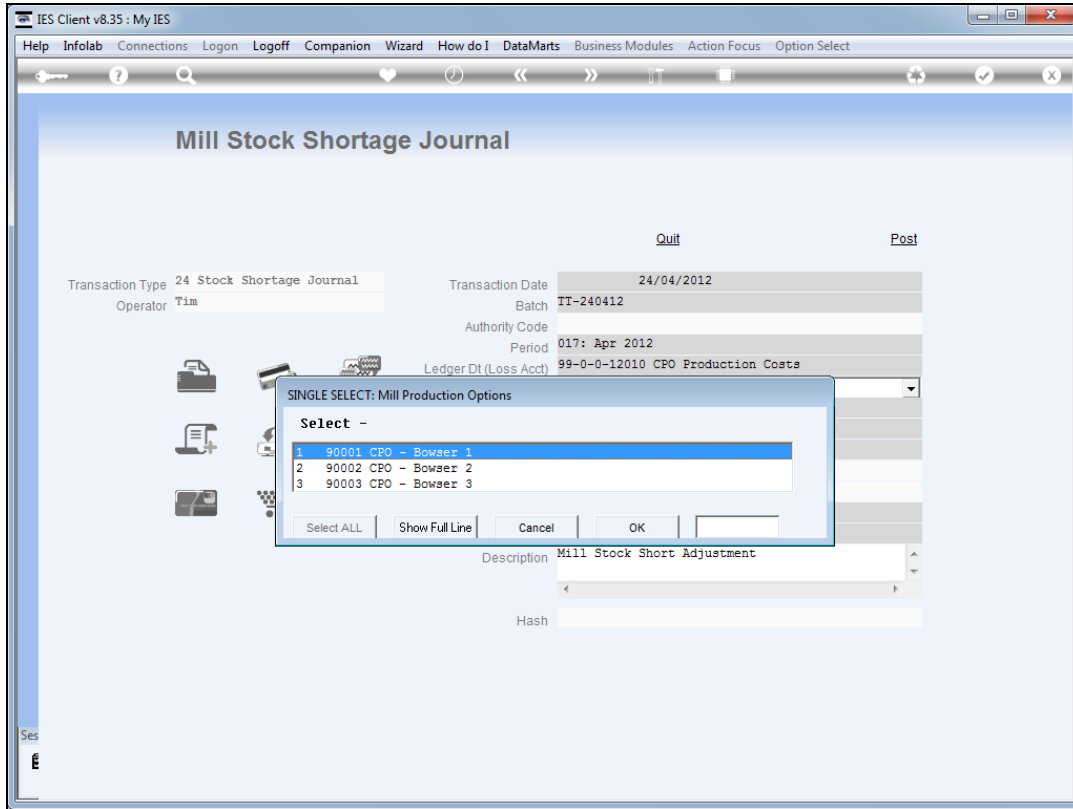 IES Client v8.35 : My IES
Help Infolab Connections Logon Logoff Companion Wizard How do I DataMarts Business Modules Action Focus Option Select
Mill Stock Shortage Journal
Quit Post
Transaction Type 24 Stock Shortage Journal
Operator Tim
Transaction Date 24/04/2012
Batch TT-240412
Authority Code
Period 017: Apr 2012
Ledger Dt (Loss Acct) 99-0-0-12010 CPO Production Costs
SINGLE SELECT: Mill Production Options
Select -
1 90001 CPO - Bowser 1
2 90002 CPO - Bowser 2
3 90003 CPO - Bowser 3
Select ALL Show Full Line Cancel OK
Description Mill Stock Short Adjustment
Hash
Ses